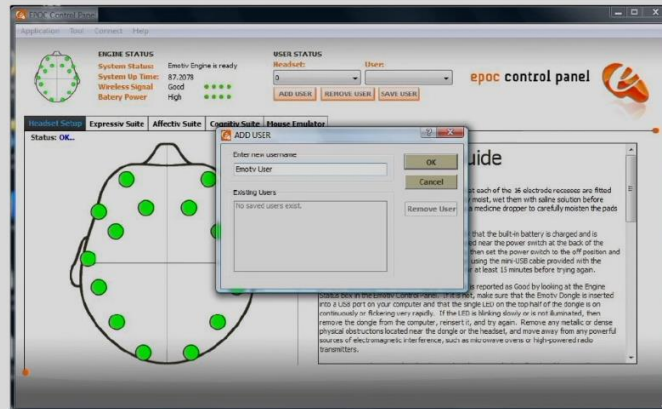 EPOC Control Panel
Application Tool Connect Help
ENGINE STATUS
System Status: Emotiv Engine is ready
System Up Time: 87.2078
Wireless Signal Good
Batery Power High
USER STATUS
Headset: User:
0
ADD USER REMOVE USER SAVE USER
epoc control panel
Headset Setup Expressiv Suite Affectiv Suite Cognitiv Suite Mouse Emulator
Status: OK..
ADD USER
Enter new username
Emotiv User
OK
Cancel
Existing Users
No saved users exist.
Remove User
uide
at each of the 16 electrode recesses are fitted
moist, wet them with saline solution before
a medicine dropper to carefully moisten the pads
that the built-in battery is charged and is
ed near the power switch at the back of the
then set the power switch to the off position and
using the mini-USB cable provided with the
or at least 15 minutes before trying again.
is reported as Good by looking at the Engine
Status box in the Emotiv Control Panel. If it is not, make sure that the Emotiv Dongle is inserted
into a USB port on your computer and that the single LED on the top half of the dongle is on
continuously or flickering very rapidly. If the LED is blinking slowly or is not illuminated, then
remove the dongle from the computer, reinsert it, and try again. Remove any metallic or dense
physical obstructions located near the dongle or the headset, and move away from any powerful
sources of electromagnetic interference, such as microwave ovens or high-powered radio
transmitters.